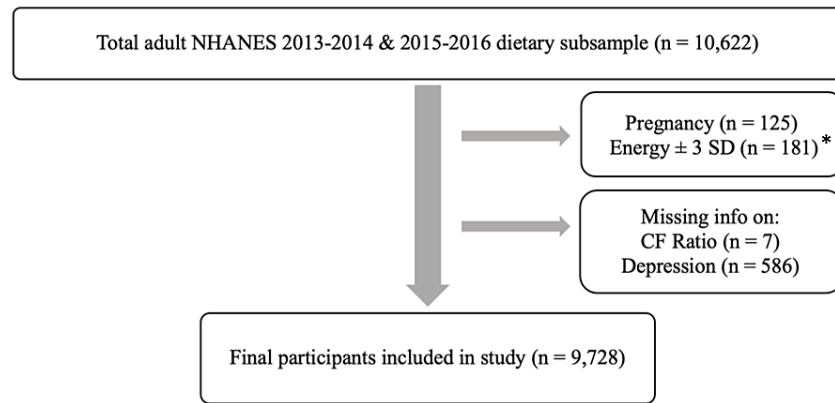 Total adult NHANES 2013-2014 & 2015-2016 dietary subsample (n = 10,622)
Pregnancy (n = 125)
Energy ± 3 SD (n = 181)*
Missing info on:
CF Ratio (n = 7)
Depression (n = 586)
Final participants included in study (n = 9,728)